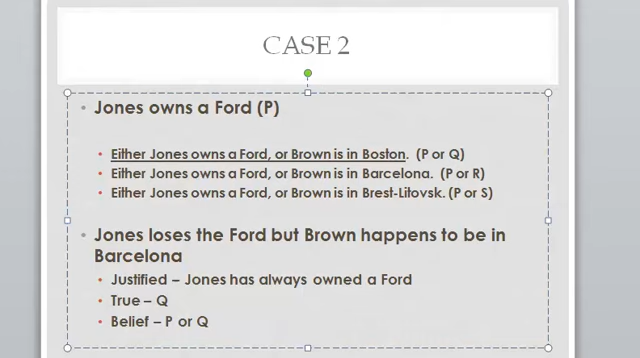 CASE 2
Jones owns a Ford (P)
Either Jones owns a Ford, or Brown is in Boston. (P or Q)
Either Jones owns a Ford, or Brown is in Barcelona. (P or R)
Either Jones owns a Ford, or Brown is in Brest-Litovsk. (P or S)
Jones loses the Ford but Brown happens to be in
Barcelona
Justified – Jones has always owned a Ford
True – Q
Belief – P or Q